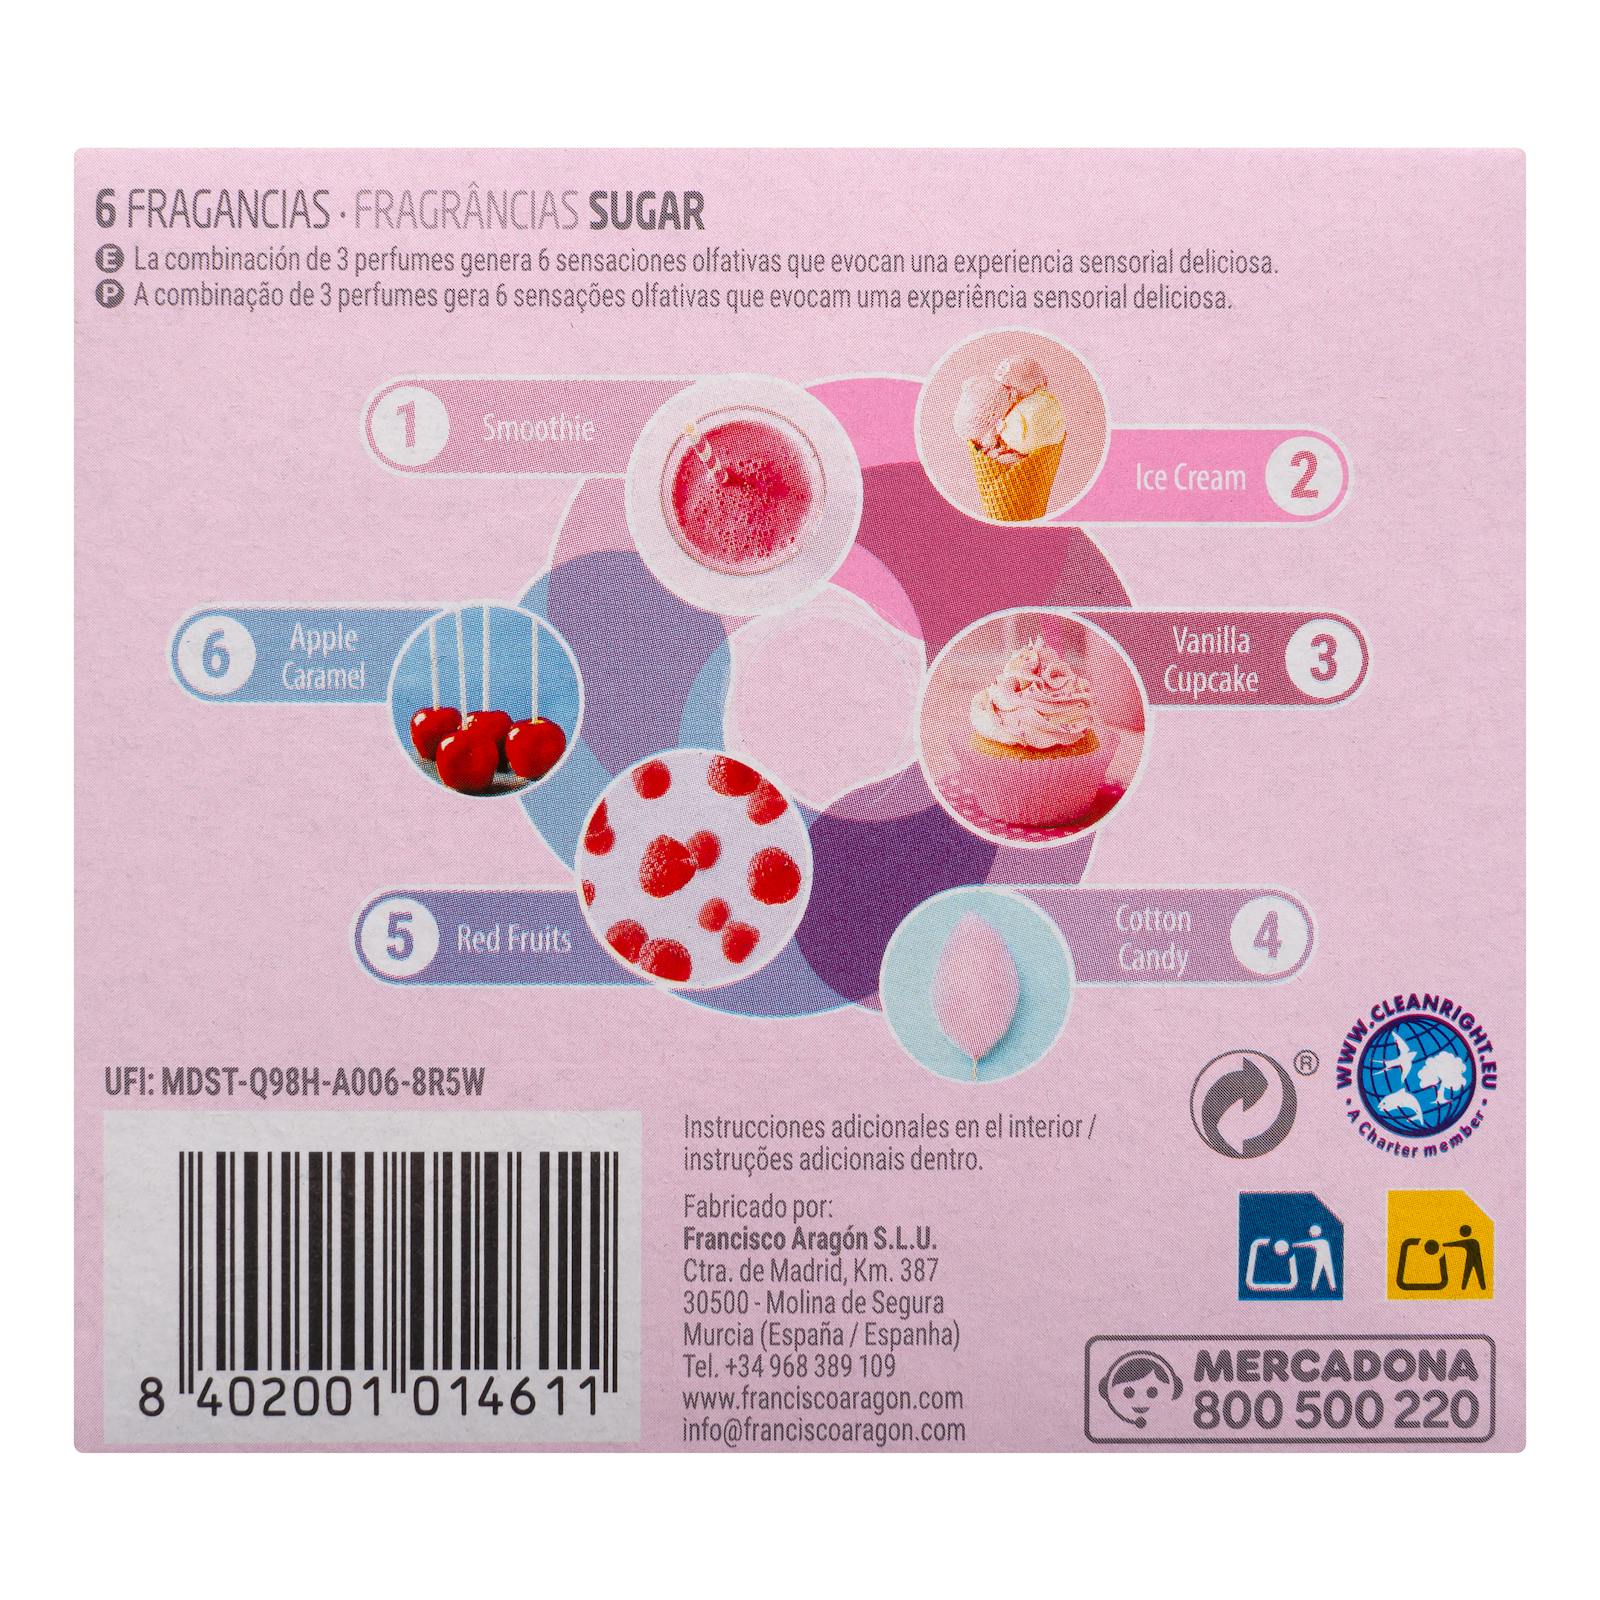 6 FRAGANCIAS · FRAGRÂNCIAS SUGAR
E La combinación de 3 perfumes genera 6 sensaciones olfativas que evocan una experiencia sensorial deliciosa.
P A combinação de 3 perfumes gera 6 sensações olfativas que evocam uma experiência sensorial deliciosa.
1 Smoothie
Ice Cream 2
6 Apple
Caramel
Vanilla
Cupcake 3
5 Red Fruits
Cotton
Candy 4
WWW.CLEANRIGHT.EU
· A Charter member ·
®
UFI: MDST-Q98H-A006-8R5W
8 402001 014611
Instrucciones adicionales en el interior /
instruções adicionais dentro.
Fabricado por:
Francisco Aragón S.L.U.
Ctra. de Madrid, Km. 387
30500 - Molina de Segura
Murcia (España / Espanha)
Tel. +34 968 389 109
www.franciscoaragon.com
info@franciscoaragon.com
MERCADONA
800 500 220